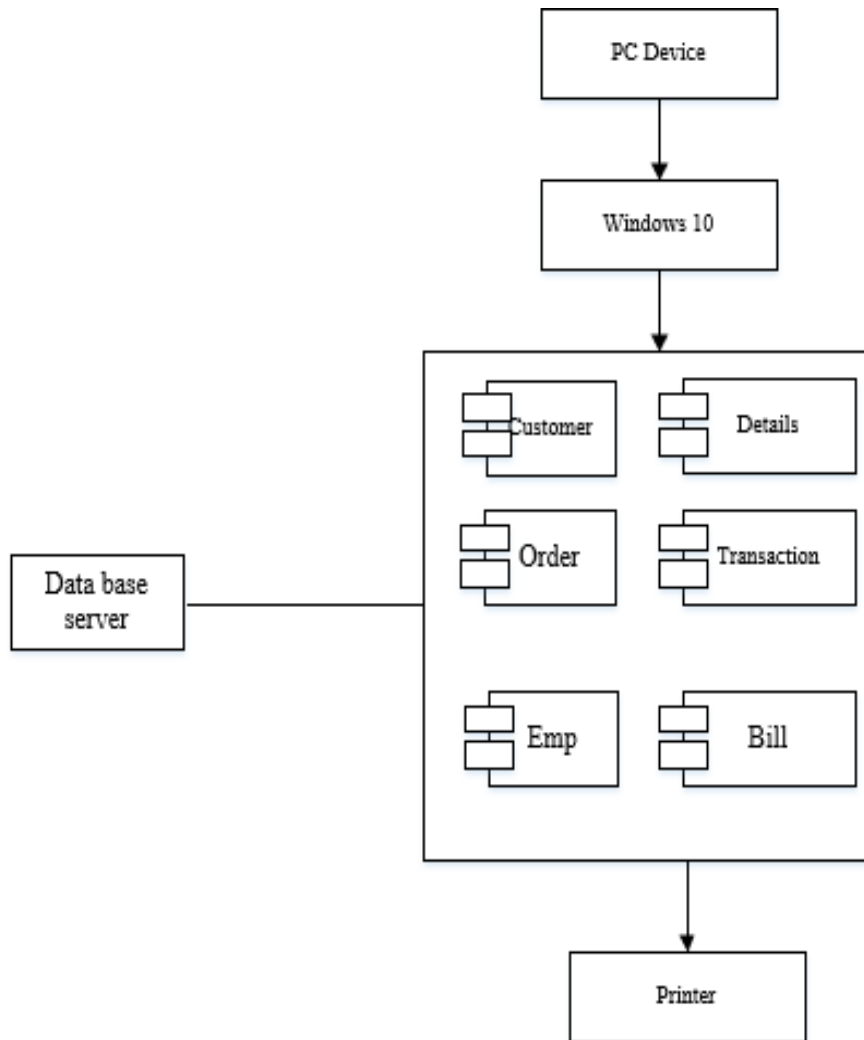 PC Device
Windows 10
Customer
Details
Order
Transaction
Data base
server
Emp
Bill
Printer